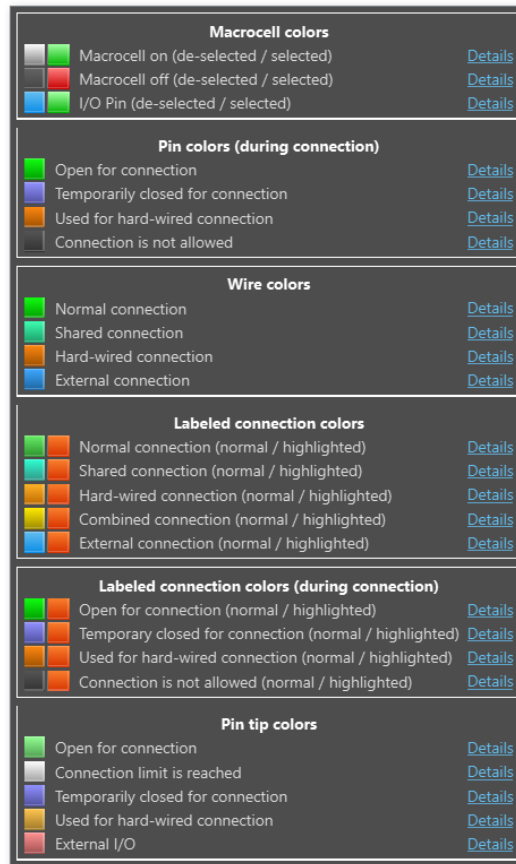 Macrocell colors
Macrocell on (de-selected / selected) Details
Macrocell off (de-selected / selected) Details
I/O Pin (de-selected / selected) Details
Pin colors (during connection)
Open for connection Details
Temporarily closed for connection Details
Used for hard-wired connection Details
Connection is not allowed Details
Wire colors
Normal connection Details
Shared connection Details
Hard-wired connection Details
External connection Details
Labeled connection colors
Normal connection (normal / highlighted) Details
Shared connection (normal / highlighted) Details
Hard-wired connection (normal / highlighted) Details
Combined connection (normal / highlighted) Details
External connection (normal / highlighted) Details
Labeled connection colors (during connection)
Open for connection (normal / highlighted) Details
Temporary closed for connection (normal / highlighted) Details
Used for hard-wired connection (normal / highlighted) Details
Connection is not allowed (normal / highlighted) Details
Pin tip colors
Open for connection Details
Connection limit is reached Details
Temporarily closed for connection Details
Used for hard-wired connection Details
External I/O Details